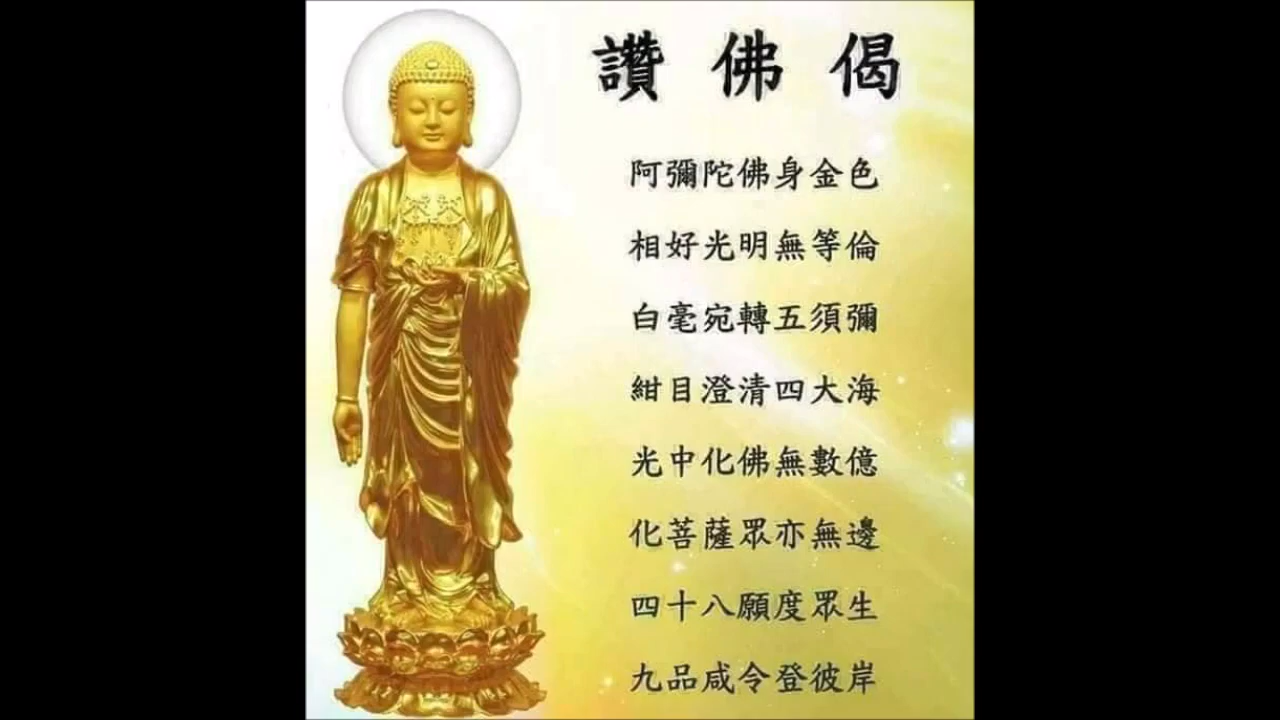 讚佛偈
阿彌陀佛身金色
相好光明無等倫
白毫宛轉五須彌
紺目澄清四大海
光中化佛無數億
化菩薩眾亦無邊
四十八願度眾生
九品咸令登彼岸